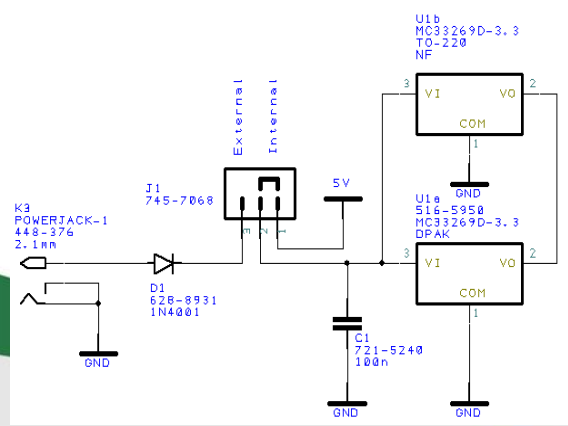 U1b
MC33269D-3.3
TO-220
NF
3
VI
VO
2
COM
1
GND
External
Internal
J1
745-7068
3
2
1
5V
K3
POWERJACK-1
448-376
2.1mm
D1
628-8931
1N4001
GND
U1a
516-5950
MC33269D-3.3
DPAK
3
VI
VO
2
COM
1
GND
C1
721-5240
100n
GND